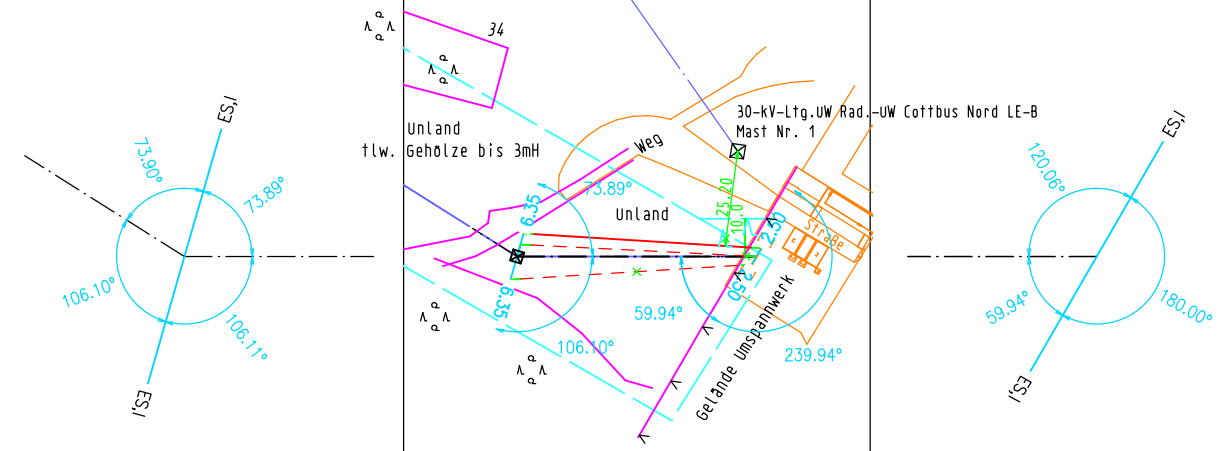 ES,I
73.90°
73.89°
106.10°
106.11°
ES,I
34
Unland
tlw. Gehölze bis 3mH
Weg
30-kV-Ltg.UW Rad.-UW Cottbus Nord LE-B
Mast Nr. 1
73.89°
6.35
Unland
25.20
10.0
2.50
Straße
6.35
59.94°
2.50
106.10°
239.94°
Gelände Umspannwerk
ES,I
120.06°
59.94°
180.00°
ES,I